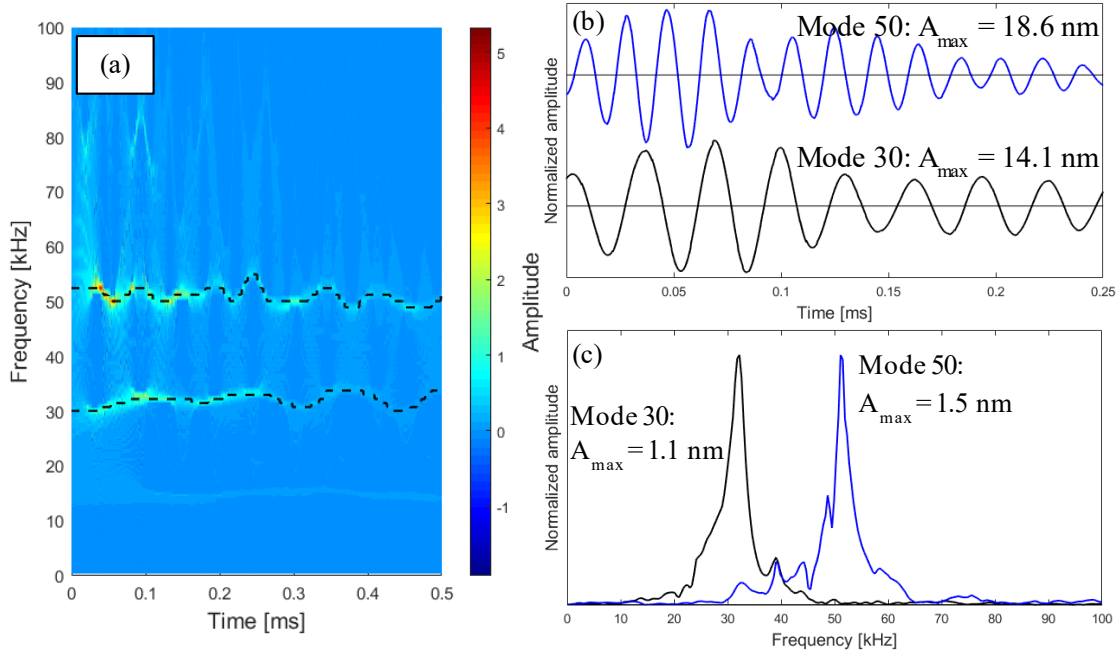 (a)
100
90
80
70
60
50
40
30
20
10
0
Frequency [kHz]
0
0.1
0.2
0.3
0.4
0.5
Time [ms]
5
4
3
2
1
0
-1
Amplitude
(b)
Mode 50: Amax = 18.6 nm
Mode 30: Amax = 14.1 nm
Normalized amplitude
0
0.05
0.1
0.15
0.2
0.25
Time [ms]
(c)
Mode 50:
Amax = 1.5 nm
Mode 30:
Amax = 1.1 nm
Normalized amplitude
0
10
20
30
40
50
60
70
80
90
100
Frequency [kHz]